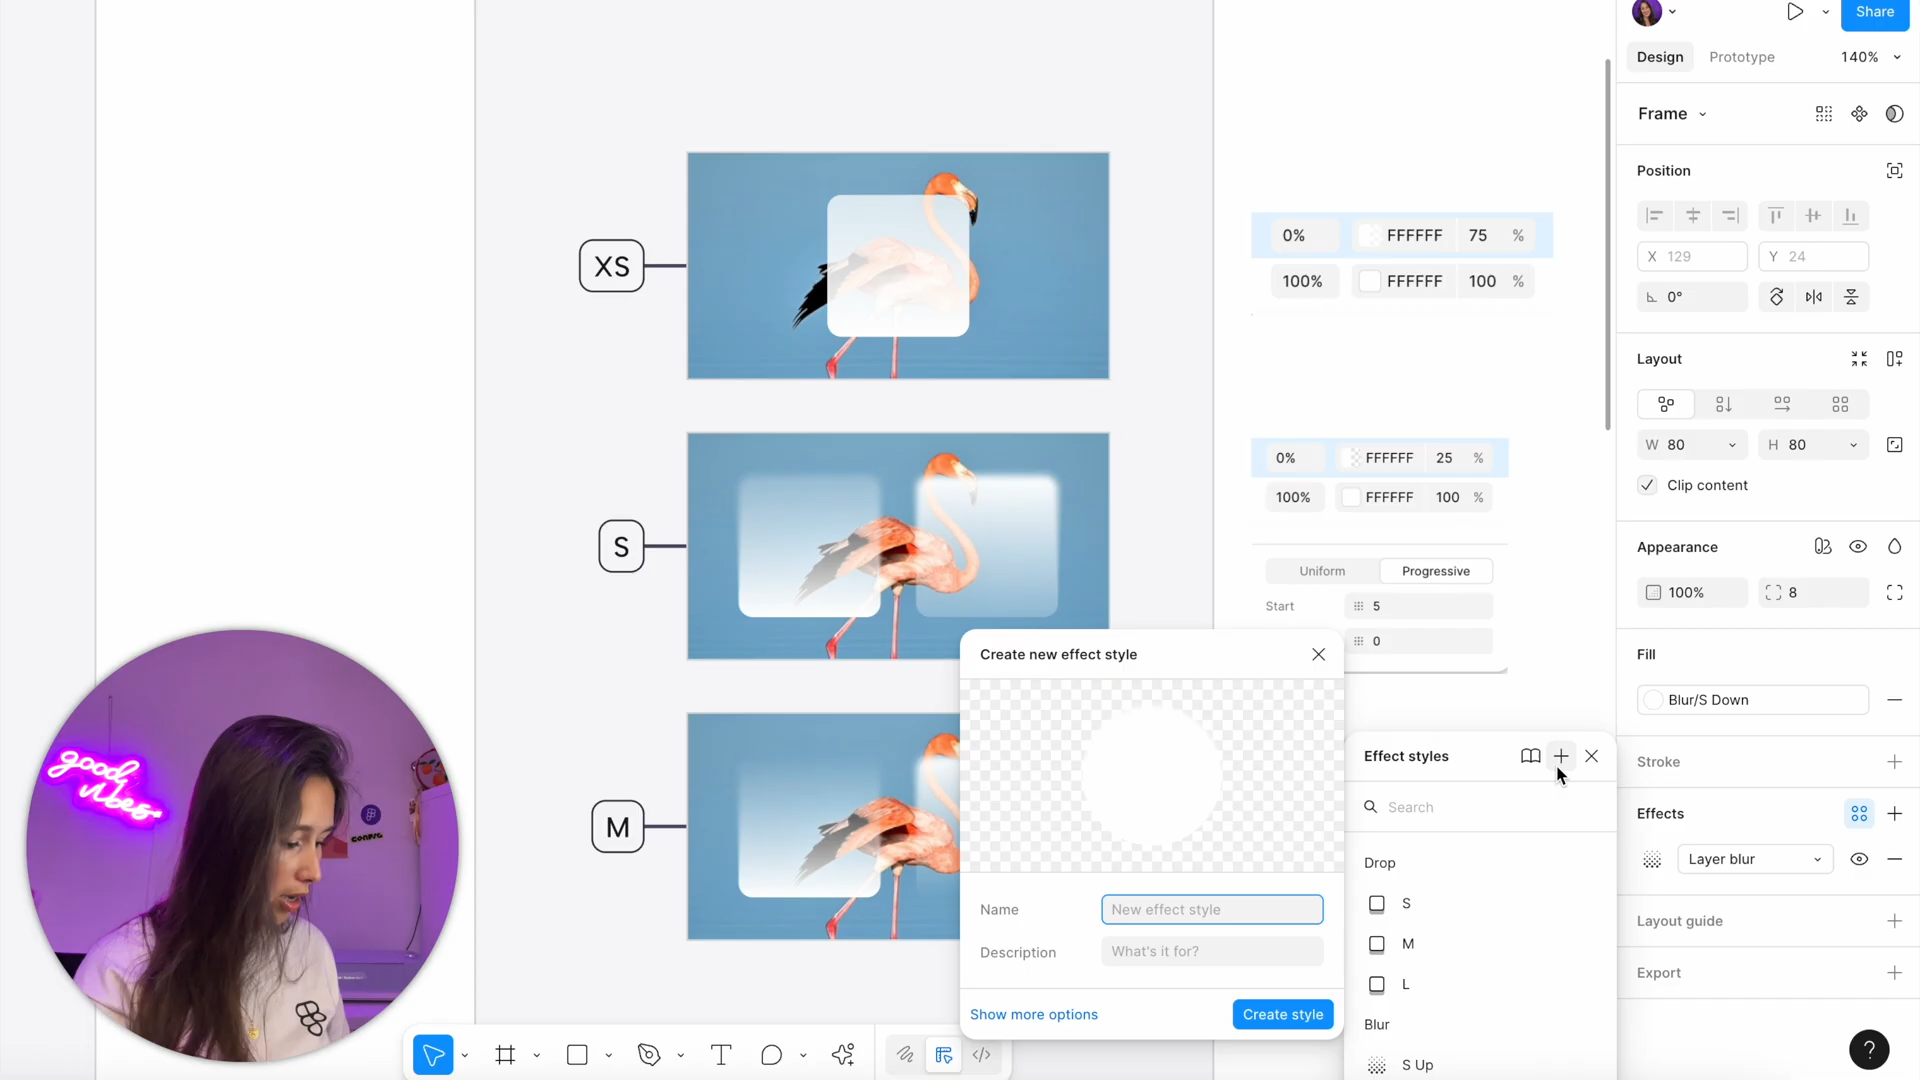 Share
Design Prototype 140%
Frame
Position
X 129 Y 24
0°
Layout
W 80 H 80
Clip content
Appearance
100% 8
Fill
Blur/S Down
Stroke
Effects
Layer blur
Layout guide
Export
XS
S
M
0% FFFFFF 75 %
100% FFFFFF 100 %
0% FFFFFF 25 %
100% FFFFFF 100 %
Uniform Progressive
Start 5
0
Create new effect style
Name New effect style
Description What's it for?
Show more options Create style
Effect styles
Search
Drop
S
M
L
Blur
S Up
good
vibes
CONFIG
?